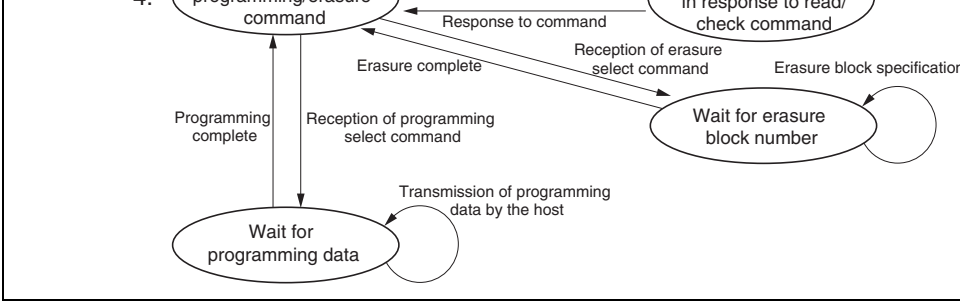 4.
programming/erasure
command
in response to read/
check command
Response to command
Reception of erasure
select command
Erasure complete
Erasure block specification
Wait for erasure
block number
Programming
complete
Reception of programming
select command
Transmission of programming
data by the host
Wait for
programming data